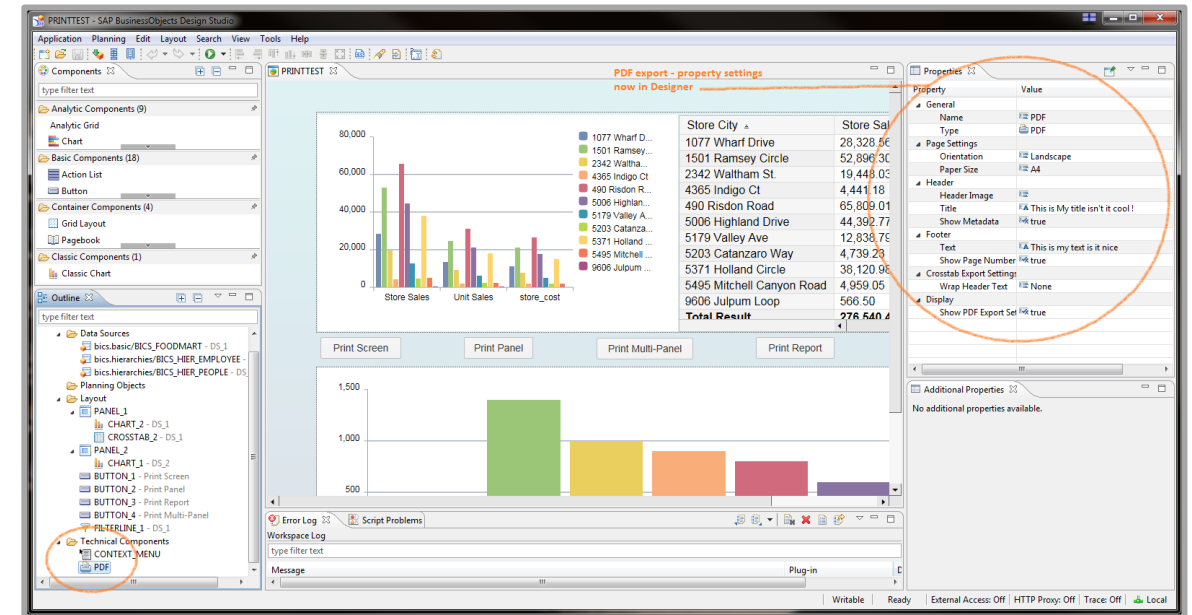 PRINTTEST - SAP BusinessObjects Design Studio
Application Planning Edit Layout Search View Tools Help
Components
type filter text
Analytic Components (9)
Analytic Grid
Chart
Basic Components (18)
Action List
Button
Container Components (4)
Grid Layout
Pagebook
Classic Components (1)
Classic Chart
Outline
type filter text
Data Sources
bics.basic/BICS_FOODMART - DS_1
bics.hierarchies/BICS_HIER_EMPLOYEE -
bics.hierarchies/BICS_HIER_PEOPLE - DS_
Planning Objects
Layout
PANEL_1
CHART_2 - DS_1
CROSSTAB_2 - DS_1
PANEL_2
CHART_1 - DS_2
BUTTON_1 - Print Screen
BUTTON_2 - Print Panel
BUTTON_3 - Print Report
BUTTON_4 - Print Multi-Panel
FILTERLINE_1 - DS_1
Technical Components
CONTEXT_MENU
PDF
PRINTTEST
PDF export - property settings
now in Designer
80,000
60,000
40,000
20,000
0
Store Sales Unit Sales store_cost
1077 Wharf D...
1501 Ramsey...
2342 Waltha...
4365 Indigo Ct
490 Risdon R...
5006 Highlan...
5179 Valley A...
5203 Catanza...
5371 Holland ...
5495 Mitchell ...
9606 Julpum ...
Store City Store Sal
1077 Wharf Drive 28,328.56
1501 Ramsey Circle 52,896.30
2342 Waltham St. 19,448.03
4365 Indigo Ct 4,441.18
490 Risdon Road 65,809.01
5006 Highland Drive 44,392.77
5179 Valley Ave 12,838.79
5203 Catanzaro Way 4,739.23
5371 Holland Circle 38,120.98
5495 Mitchell Canyon Road 4,959.05
9606 Julpum Loop 566.50
Total Result 276,540.4
Print Screen Print Panel Print Multi-Panel Print Report
1,500
1,000
500
Error Log Script Problems
Workspace Log
type filter text
Message Plug-in D
Properties
Property Value
General
Name PDF
Type PDF
Page Settings
Orientation Landscape
Paper Size A4
Header
Header Image
Title This is My title isn't it cool !
Show Metadata true
Footer
Text This is my text is it nice
Show Page Number true
Crosstab Export Settings
Wrap Header Text None
Display
Show PDF Export Set true
Additional Properties
No additional properties available.
Writable Ready External Access: Off HTTP Proxy: Off Trace: Off Local